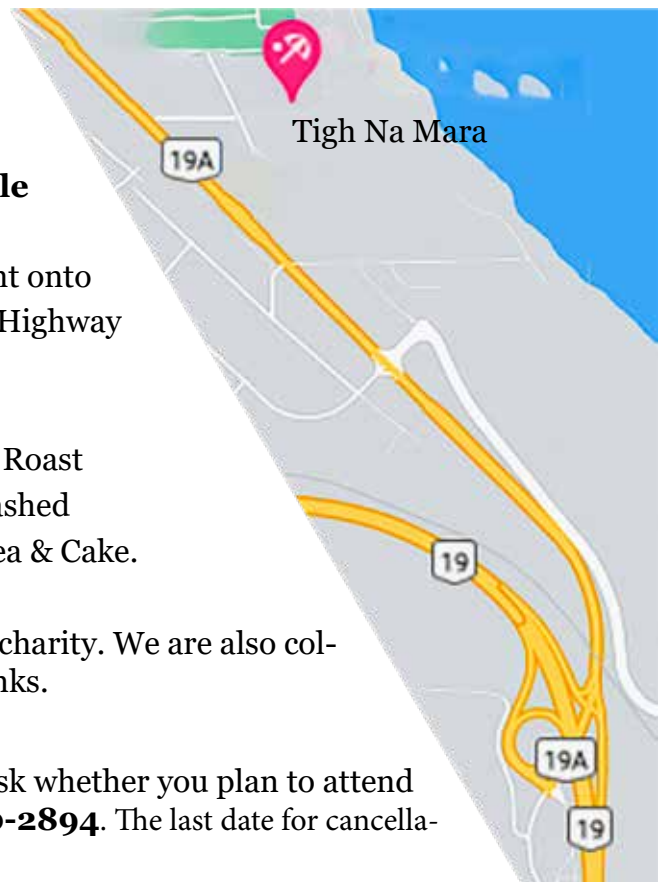 Tigh Na Mara
19A
le
nt onto
Highway
Roast
ashed
ea & Cake.
19
charity. We are also col-
nks.
sk whether you plan to attend
19A
0-2894. The last date for cancella-
19